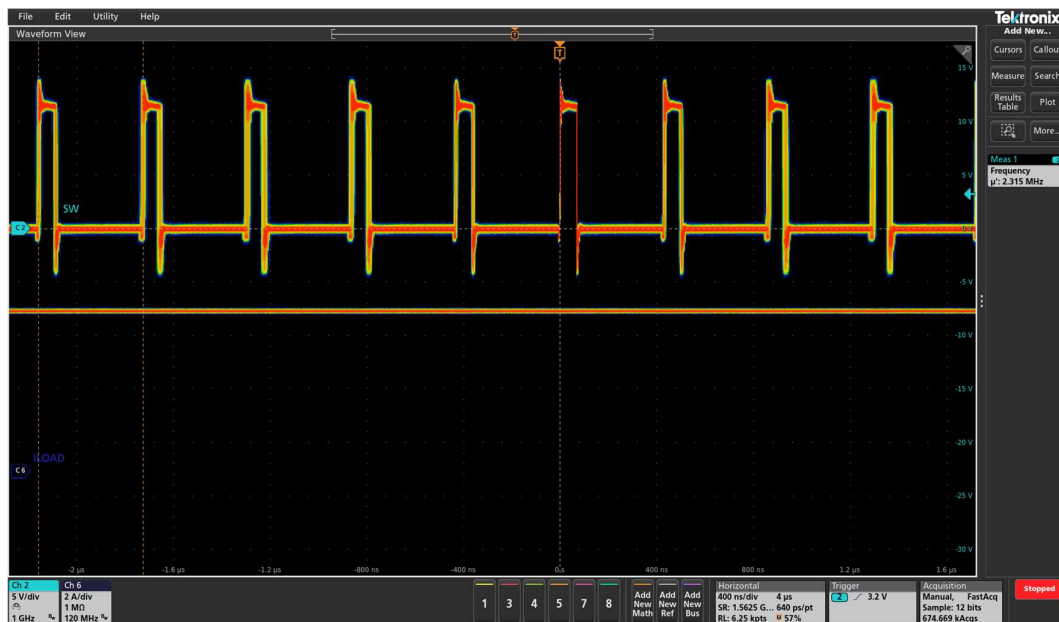 File Edit Utility Help
Tektronix
Waveform View
Add New...
Cursors
Measure
Search
Results Table
Plot
More...
Meas 1
Frequency
µ': 2.315 MHz
T
15 V
10 V
5 V
-5 V
-10 V
-15 V
-20 V
-25 V
-30 V
SW
C 2
C 6
-2 µs -1.6 µs -1.2 µs -800 ns -400 ns 0 s 400 ns 800 ns 1.2 µs 1.6 µs
Ch 2
5 V/div
1 GHz
Ch 6
2 A/div
1 MΩ
120 MHz
1 3 4 5 7 8
Add New Math
Add New Ref
Add New Bus
Horizontal
400 ns/div 4 µs
SR: 1.5625 G... 640 ps/pt
RL: 6.25 kpts 57%
Trigger
2 3.2 V
Acquisition
Manual, FastAcq
Sample: 12 bits
674.669 kAcqs
Stopped